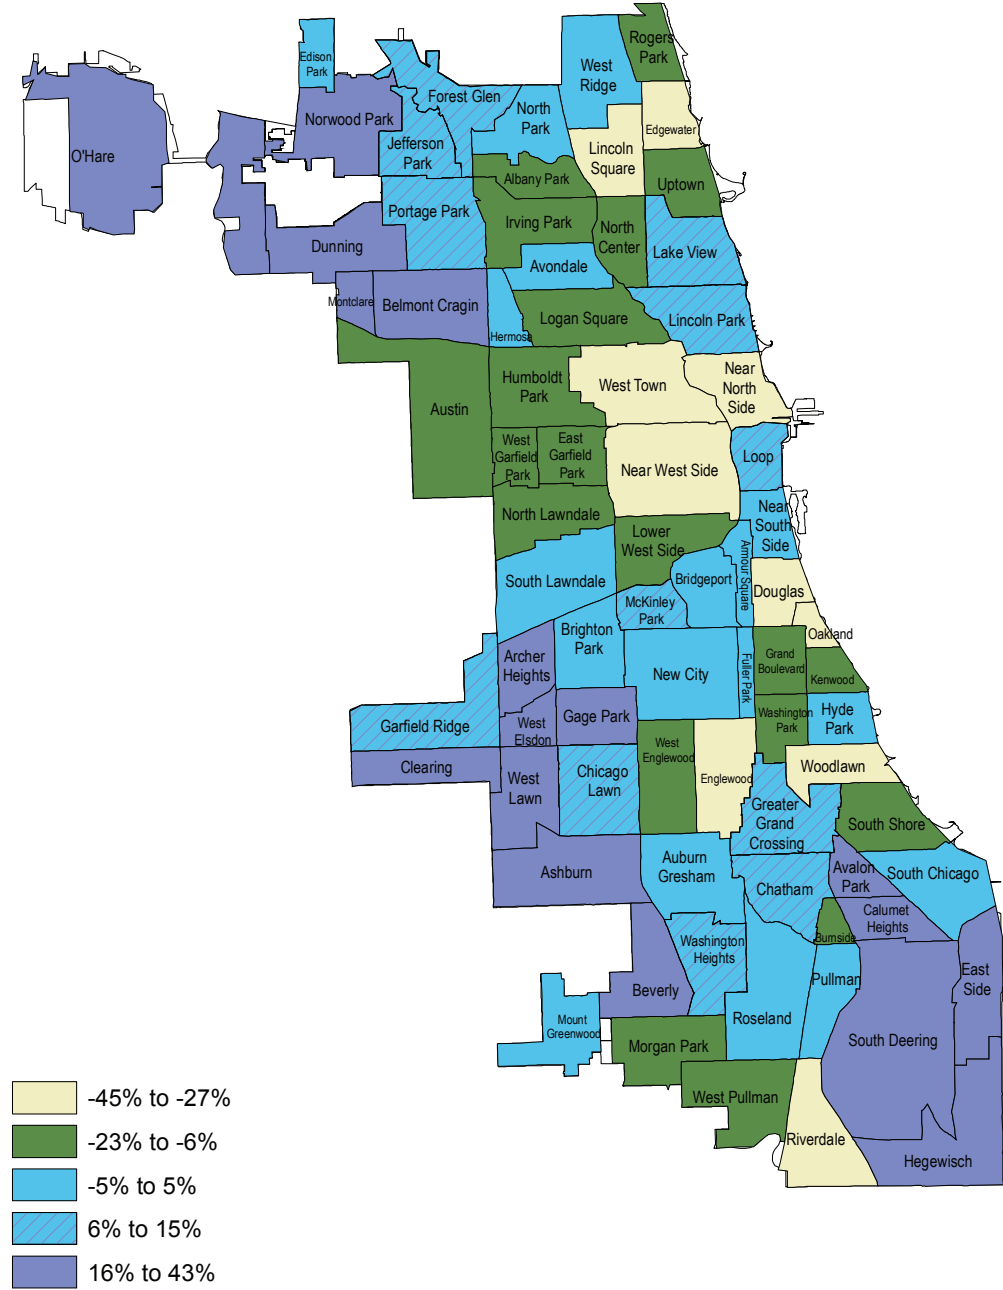 Rogers
Park
Edison
Park
West
Ridge
Forest Glen
North
Park
Norwood Park
Edgewater
O'Hare
Jefferson
Park
Lincoln
Square
Albany Park
Uptown
Portage Park
Irving Park
North
Center
Dunning
Lake View
Avondale
Montclare
Belmont Cragin
Hermosa
Logan Square
Lincoln Park
Humboldt
Park
West Town
Near
North
Side
Austin
West
Garfield
Park
East
Garfield
Park
Near West Side
Loop
North Lawndale
Lower
West Side
Near
South
Side
South Lawndale
Bridgeport
Armour Square
Douglas
McKinley
Park
Brighton
Park
Oakland
Archer
Heights
New City
Fuller Park
Grand
Boulevard
Kenwood
Garfield Ridge
West
Elsdon
Gage Park
Washington
Park
Hyde
Park
Clearing
West
Lawn
Chicago
Lawn
West
Englewood
Englewood
Woodlawn
Greater
Grand
Crossing
South Shore
Ashburn
Auburn
Gresham
Chatham
Avalon
Park
South Chicago
Calumet
Heights
Burnside
Washington
Heights
Beverly
Pullman
East
Side
Mount
Greenwood
Roseland
Morgan Park
South Deering
West Pullman
Riverdale
Hegewisch
-45% to -27%
-23% to -6%
-5% to 5%
6% to 15%
16% to 43%